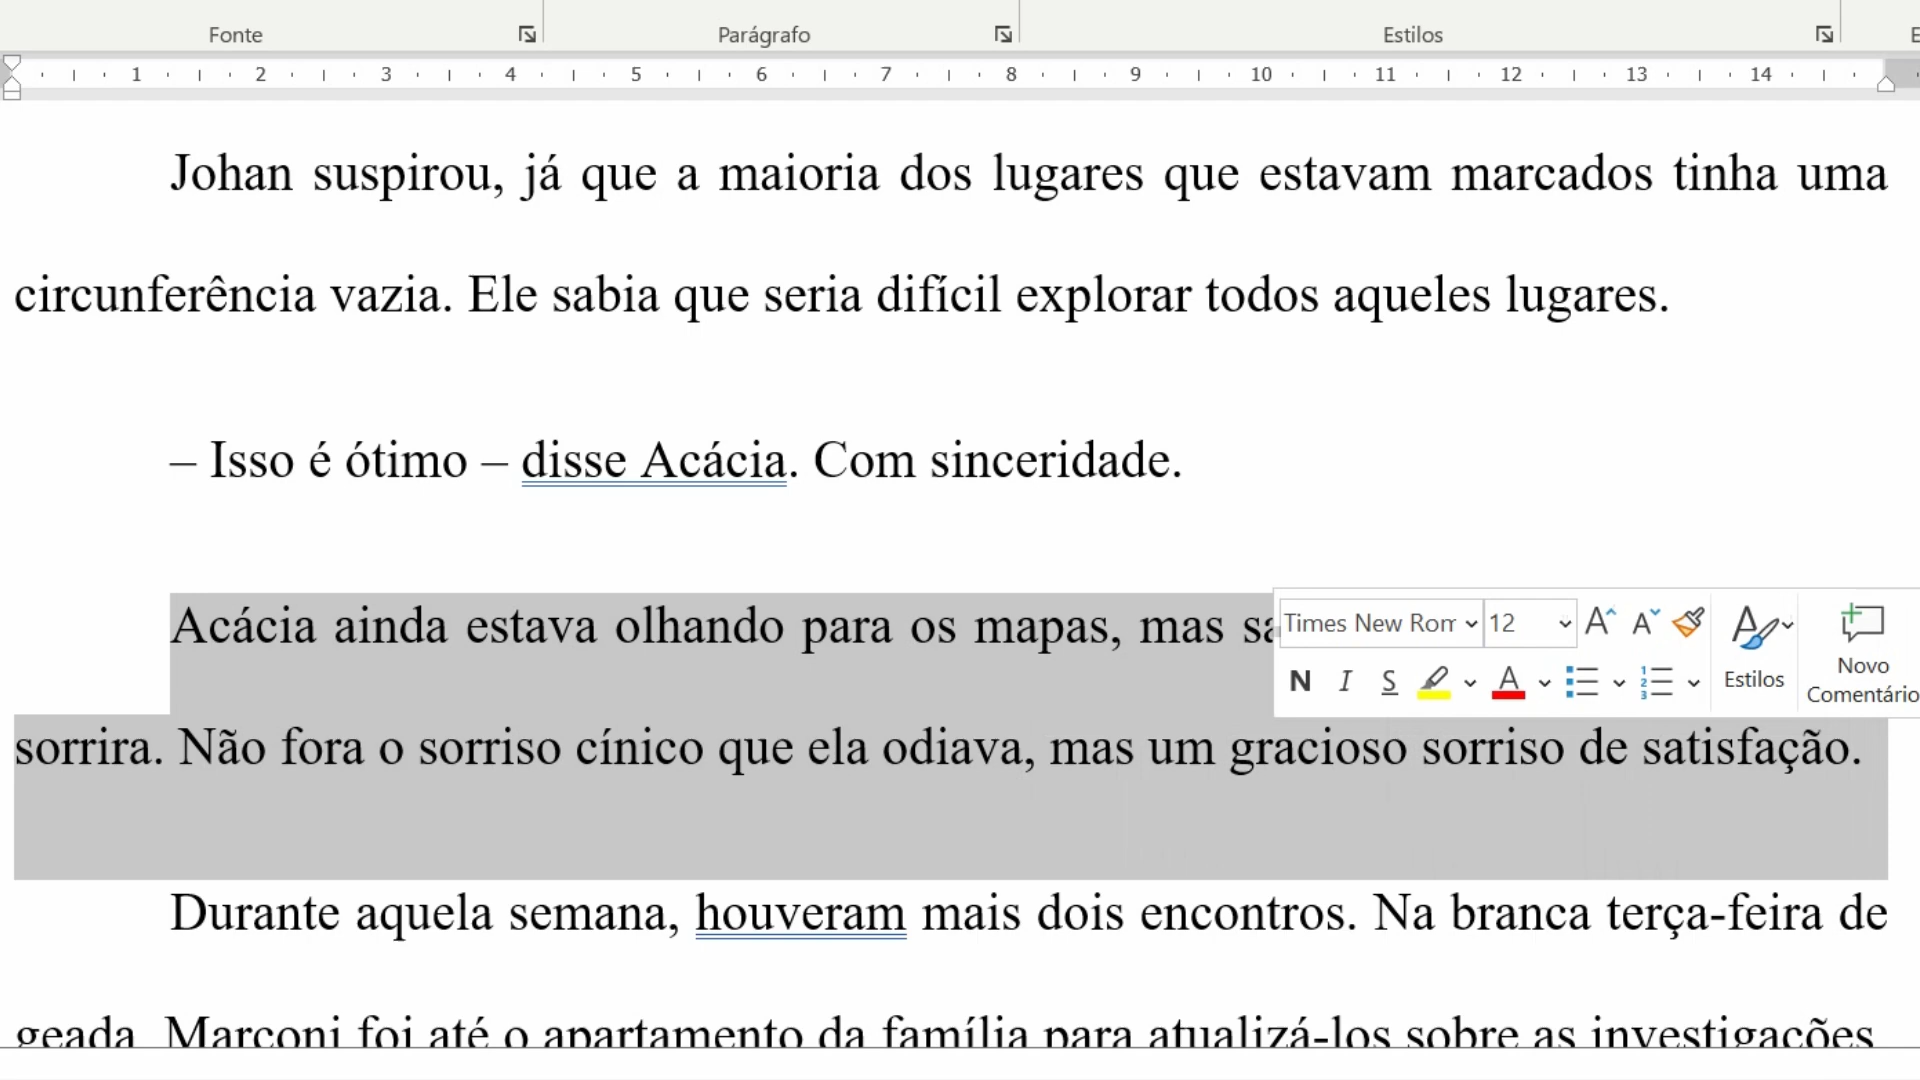 Fonte Parágrafo Estilos
1 2 3 4 5 6 7 8 9 10 11 12 13 14
Johan suspirou, já que a maioria dos lugares que estavam marcados tinha uma
circunferência vazia. Ele sabia que seria difícil explorar todos aqueles lugares.
– Isso é ótimo – disse Acácia. Com sinceridade.
Acácia ainda estava olhando para os mapas, mas
Times New Ror 12
N I S Estilos Novo Comentário
sorrira. Não fora o sorriso cínico que ela odiava, mas um gracioso sorriso de satisfação.
Durante aquela semana, houveram mais dois encontros. Na branca terça-feira de
geada, Marconi foi até o apartamento da família para atualizá-los sobre as investigações